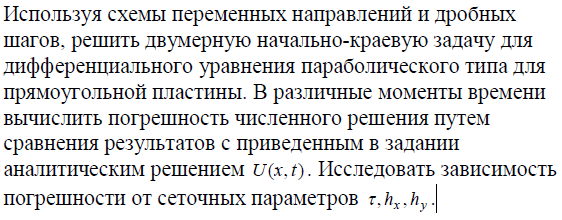 Используя схемы переменных направлений и дробных
шагов, решить двумерную начально-краевую задачу для
дифференциального уравнения параболического типа для
прямоугольной пластины. В различные моменты времени
вычислить погрешность численного решения путем
сравнения результатов с приведенным в задании
аналитическим решением U(x,t). Исследовать зависимость
погрешности от сеточных параметров τ, hₓ, h_y.